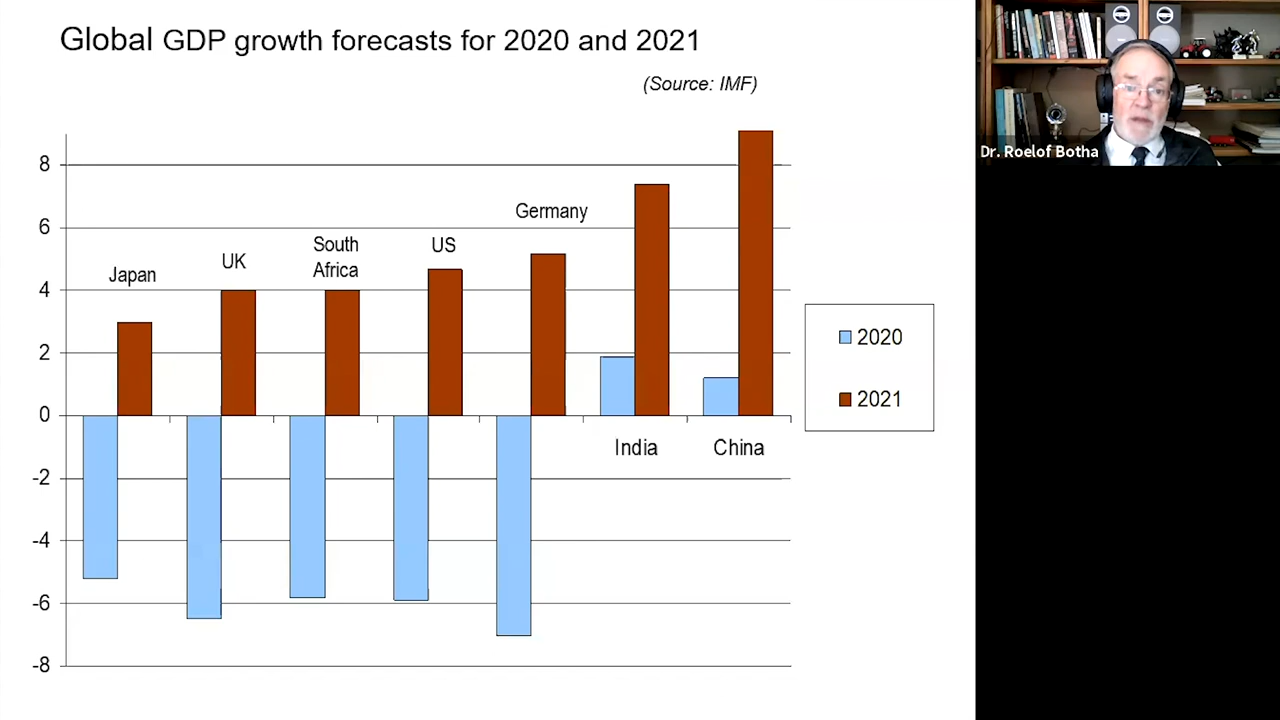 Global GDP growth forecasts for 2020 and 2021
(Source: IMF)
Dr. Roelof Botha
8
6
4
2
0
-2
-4
-6
-8
Japan
UK
South
Africa
US
Germany
India
China
2020
2021